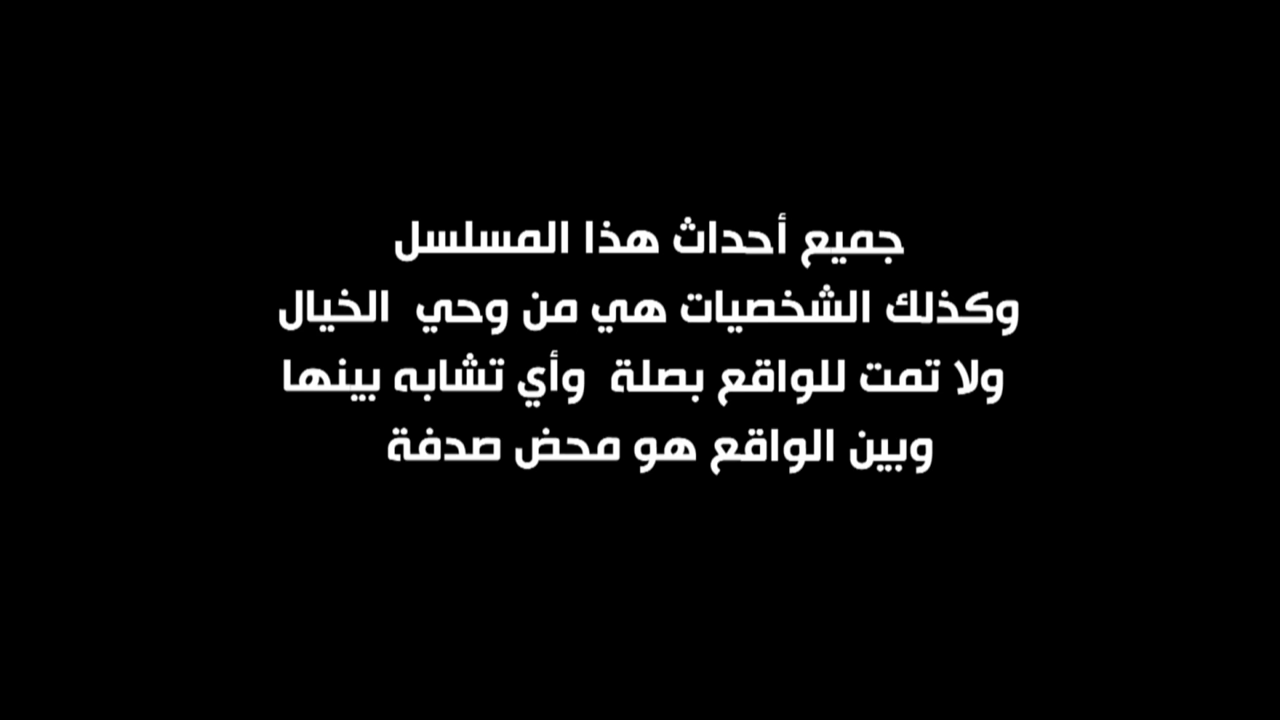 جميع أحداث هذا المسلسل
وكذلك الشخصيات هي من وحي الخيال
ولا تمت للواقع بصلة وأي تشابه بينها
وبين الواقع هو محض صدفة